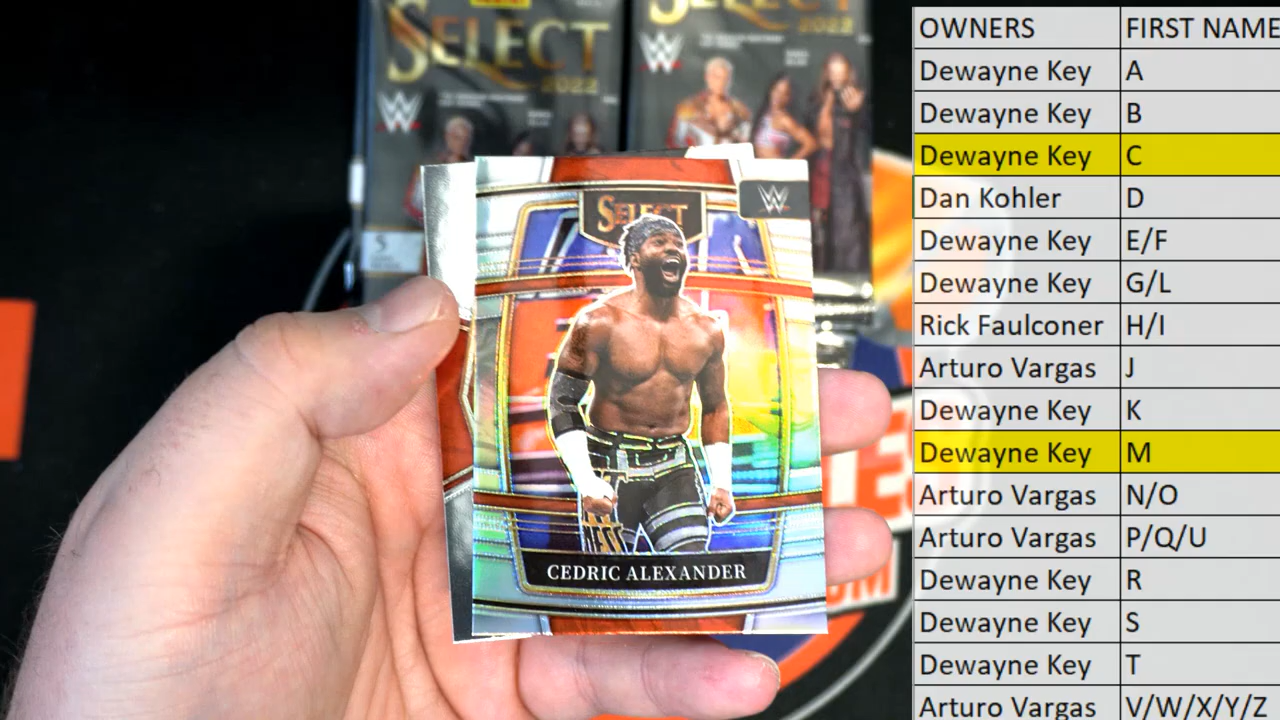 SELECT
2022
SELECT
2022
W
W
SELECT
W
CEDRIC ALEXANDER
OWNERS FIRST NAME
Dewayne Key A
Dewayne Key B
Dewayne Key C
Dan Kohler D
Dewayne Key E/F
Dewayne Key G/L
Rick Faulconer H/I
Arturo Vargas J
Dewayne Key K
Dewayne Key M
Arturo Vargas N/O
Arturo Vargas P/Q/U
Dewayne Key R
Dewayne Key S
Dewayne Key T
Arturo Vargas V/W/X/Y/Z